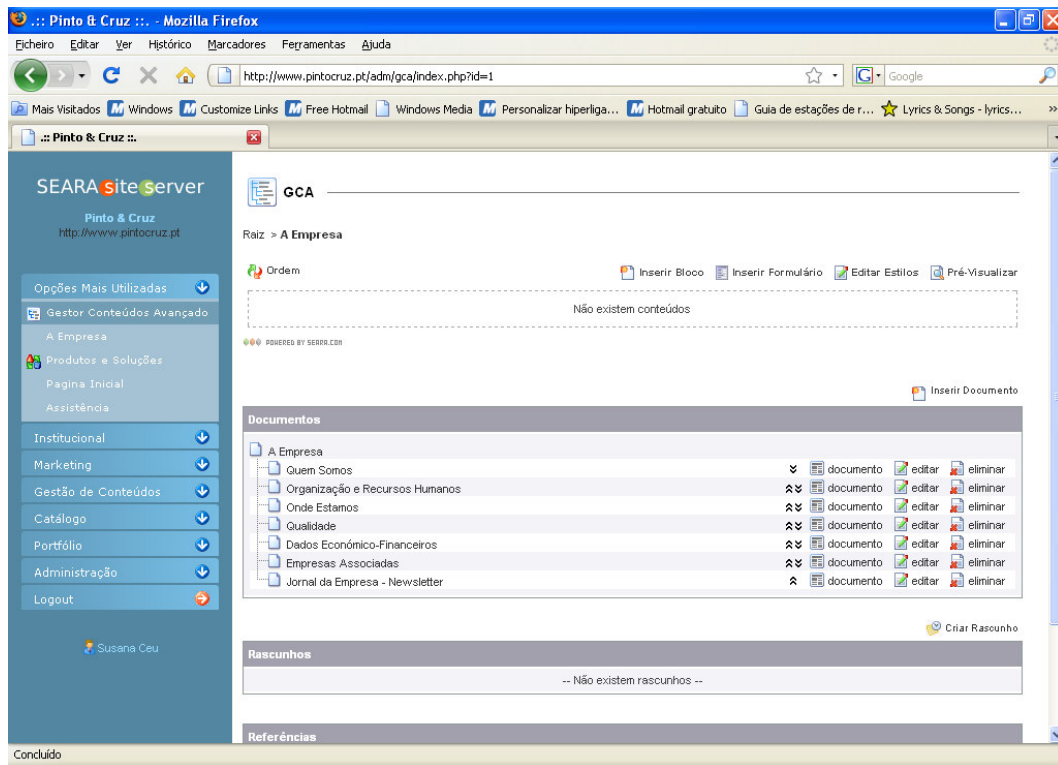 .:: Pinto & Cruz ::. - Mozilla Firefox
Ficheiro Editar Ver Histórico Marcadores Ferramentas Ajuda
http://www.pintocruz.pt/adm/gca/index.php?id=1
G Google
Mais Visitados Windows Customize Links Free Hotmail Windows Media Personalizar hiperliga... Hotmail gratuito Guia de estações de r... Lyrics & Songs - lyrics... »
.:: Pinto & Cruz ::.
SEARA site server
Pinto & Cruz
http://www.pintocruz.pt
Opções Mais Utilizadas
Gestor Conteúdos Avançado
A Empresa
Produtos e Soluções
Pagina Inicial
Assistência
Institucional
Marketing
Gestão de Conteúdos
Catálogo
Portfólio
Administração
Logout
Susana Ceu
GCA
Raiz > A Empresa
Ordem Inserir Bloco Inserir Formulário Editar Estilos Pré-Visualizar
Não existem conteúdos
POWERED BY SEARA.COM
Inserir Documento
Documentos
A Empresa
Quem Somos documento editar eliminar
Organização e Recursos Humanos documento editar eliminar
Onde Estamos documento editar eliminar
Qualidade documento editar eliminar
Dados Económico-Financeiros documento editar eliminar
Empresas Associadas documento editar eliminar
Jornal da Empresa - Newsletter documento editar eliminar
Criar Rascunho
Rascunhos
-- Não existem rascunhos --
Referências
Concluído